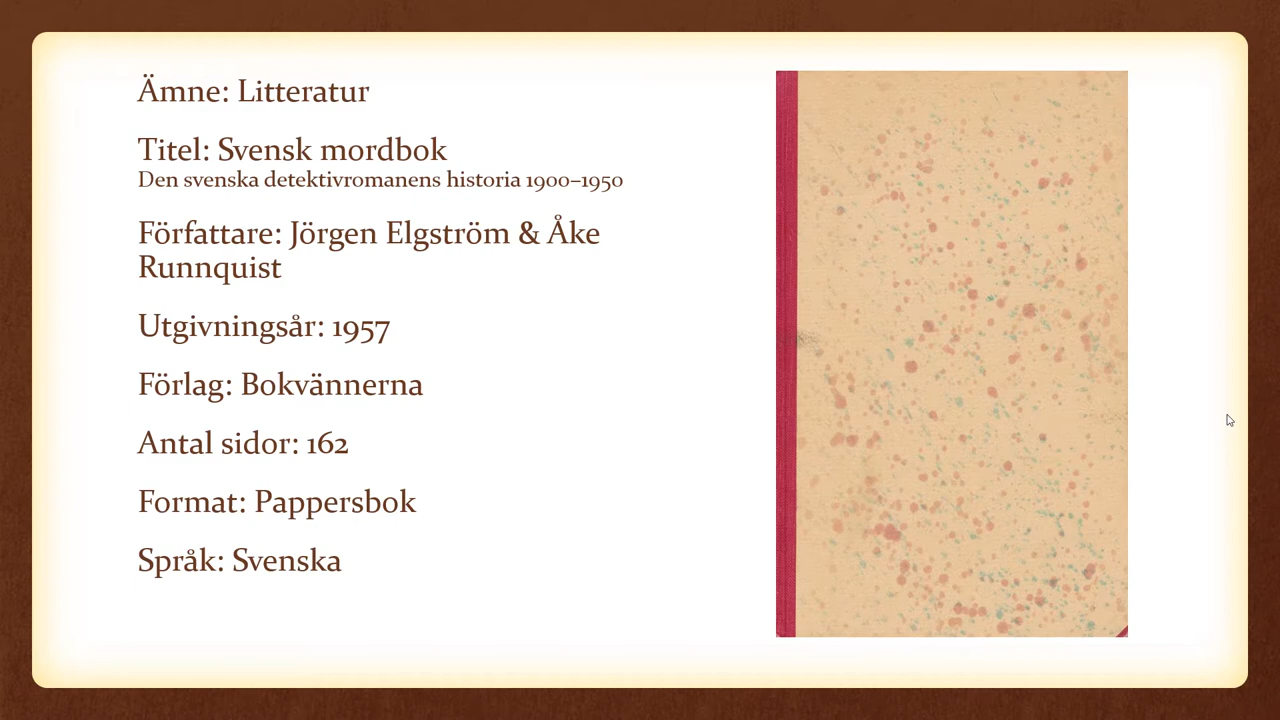 Ämne: Litteratur
Titel: Svensk mordbok
Den svenska detektivromanens historia 1900–1950
Författare: Jörgen Elgström & Åke
Runnquist
Utgivningsår: 1957
Förlag: Bokvännerna
Antal sidor: 162
Format: Pappersbok
Språk: Svenska